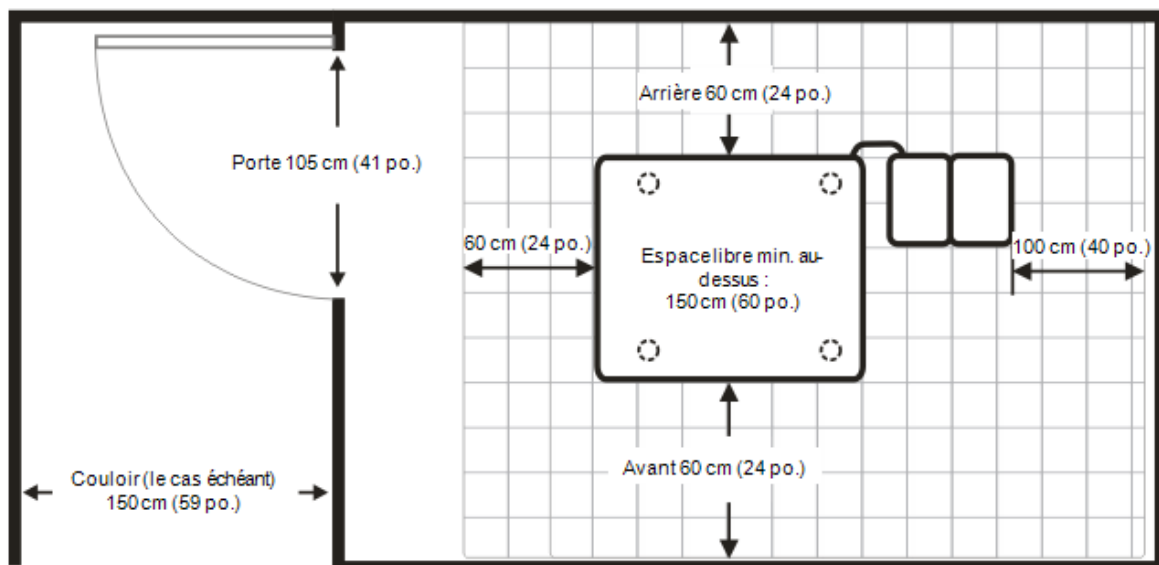 Arrière 60 cm (24 po.)
Porte 105 cm (41 po.)
60 cm (24 po.)
Espace libre min. au-
dessus :
150 cm (60 po.)
100 cm (40 po.)
Avant 60 cm (24 po.)
Couloir (le cas échéant)
150 cm (59 po.)